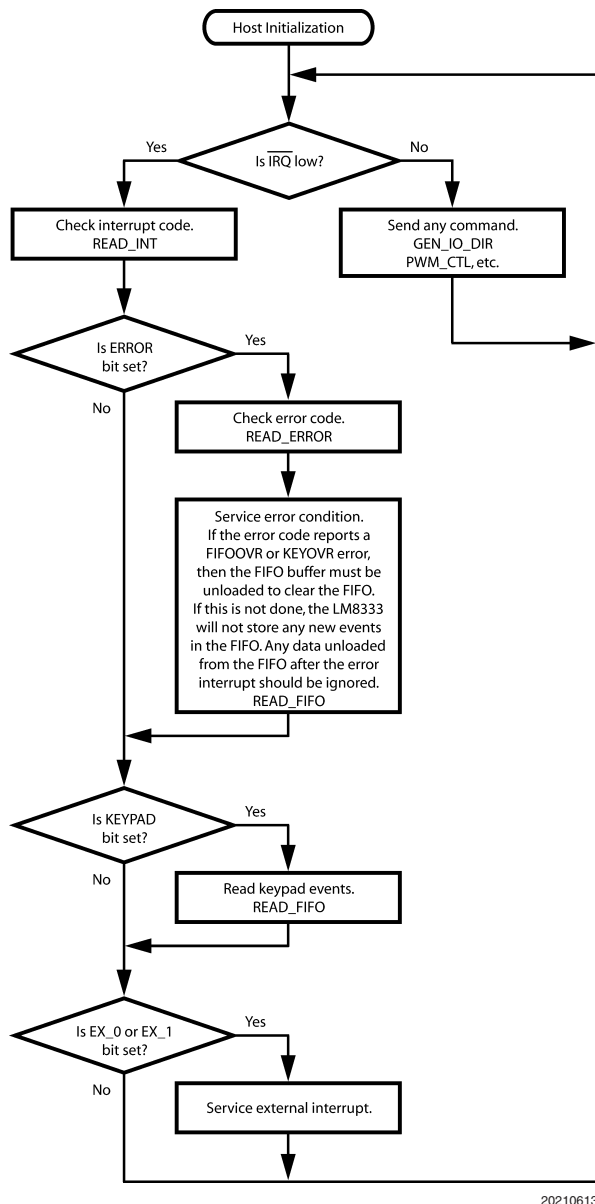 Host Initialization
Is IRQ low?
Yes
No
Check interrupt code.
READ_INT
Send any command.
GEN_IO_DIR
PWM_CTL, etc.
Is ERROR
bit set?
Yes
No
Check error code.
READ_ERROR
Service error condition.
If the error code reports a
FIFOOVR or KEYOVR error,
then the FIFO buffer must be
unloaded to clear the FIFO.
If this is not done, the LM8333
will not store any new events
in the FIFO. Any data unloaded
from the FIFO after the error
interrupt should be ignored.
READ_FIFO
Is KEYPAD
bit set?
Yes
No
Read keypad events.
READ_FIFO
Is EX_0 or EX_1
bit set?
Yes
No
Service external interrupt.
20210613